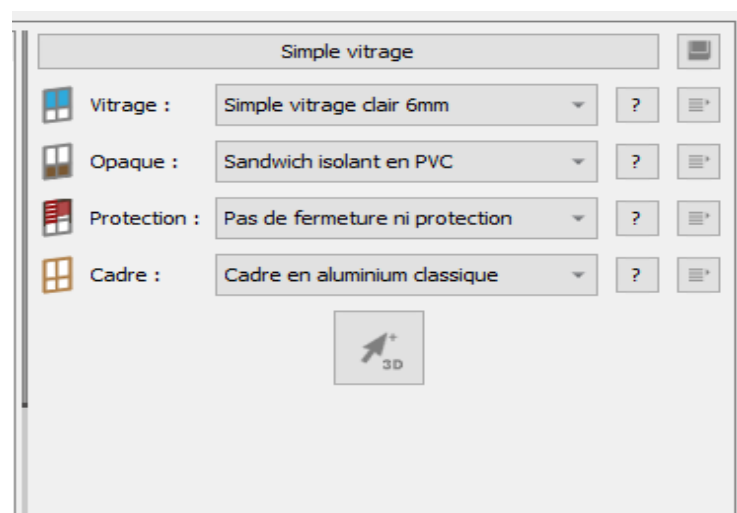 Simple vitrage
Vitrage : Simple vitrage clair 6mm ?
Opaque : Sandwich isolant en PVC ?
Protection : Pas de fermeture ni protection ?
Cadre : Cadre en aluminium classique ?
+
3D